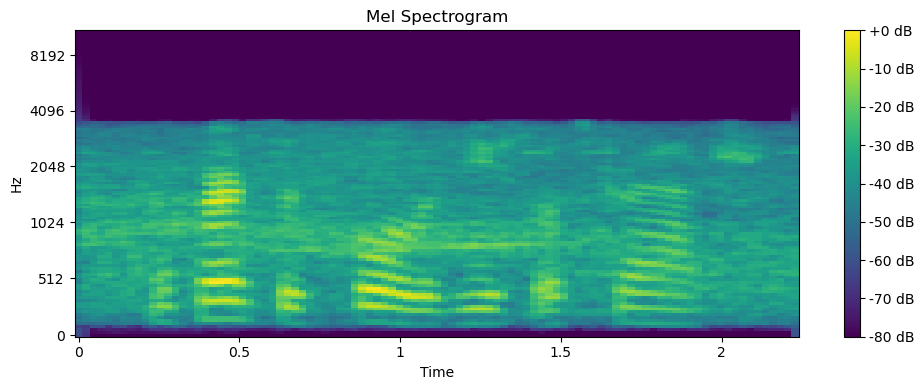 Mel Spectrogram
Hz
8192
4096
2048
1024
512
0
0
0.5
1
1.5
2
Time
+0 dB
-10 dB
-20 dB
-30 dB
-40 dB
-50 dB
-60 dB
-70 dB
-80 dB